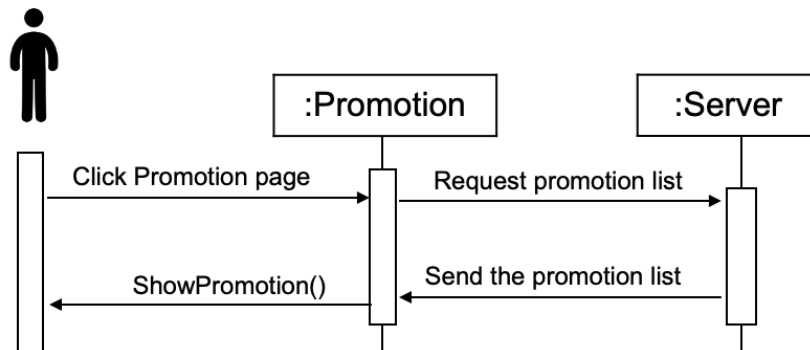 :Promotion
:Server
Click Promotion page
Request promotion list
Send the promotion list
ShowPromotion()